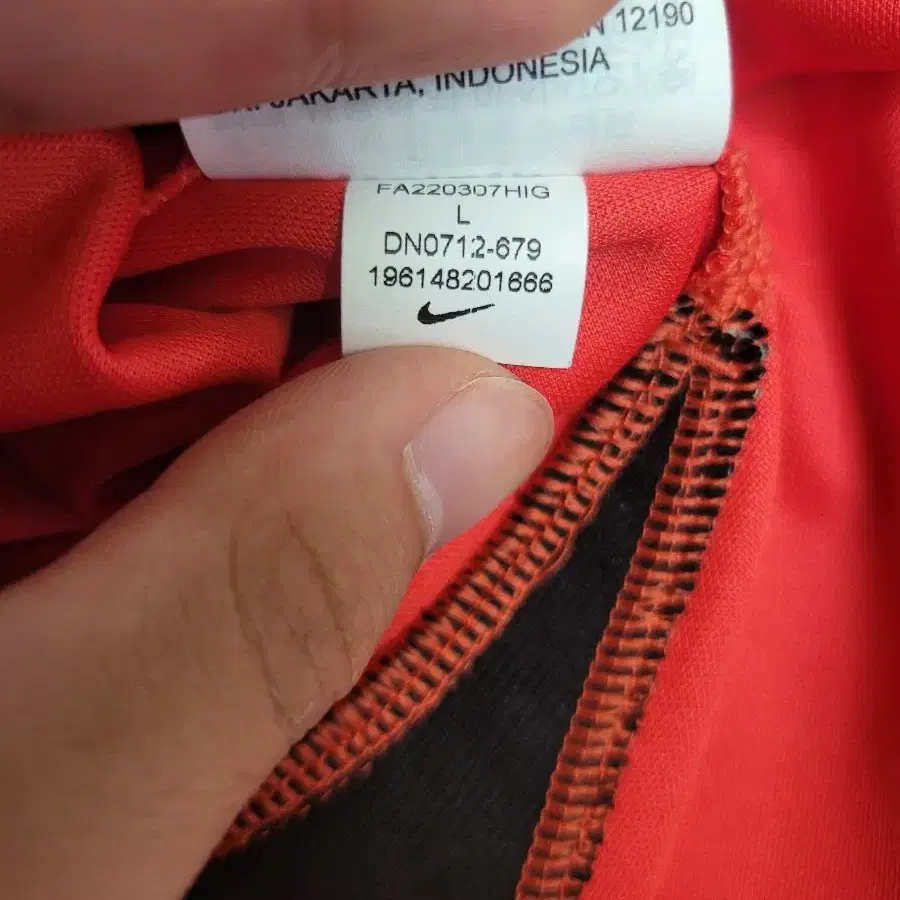 12190
JAKARTA, INDONESIA
FA220307HIG
L
DN0712-679
196148201666